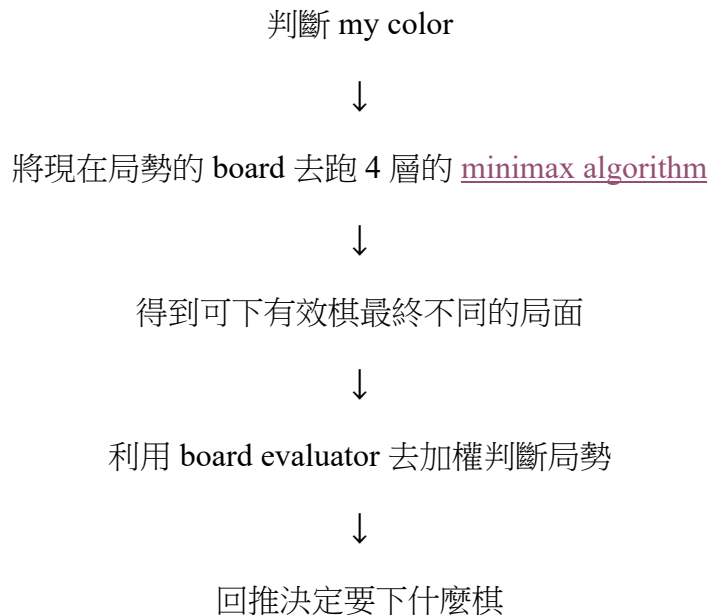 判斷 my color
↓
將現在局勢的 board 去跑 4 層的 minimax algorithm
↓
得到可下有效棋最終不同的局面
↓
利用 board evaluator 去加權判斷局勢
↓
回推決定要下什麼棋